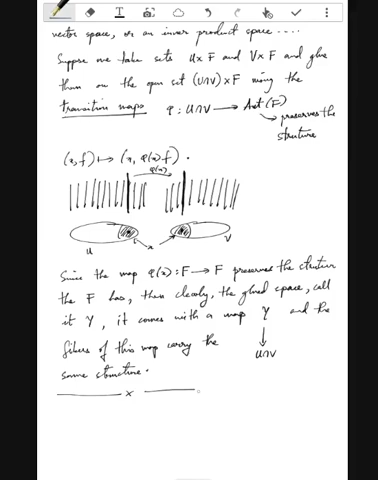 vector space, or an inner product space ....
Suppose we take sets U×F and V×F and glue
them on the open set (U∩V)×F using the
transition maps φ: U∩V → Aut(F)
↳ preserves the
structure
(x,f) ↦ (x, φ(x)f).
φ(x)
U x V
Since the map φ(x): F → F preserves the structure
the F has, then clearly, the glued space, call
it Y, it comes with a map Y and the
↓
fibers of this map carry the U∩V
same structure.
x